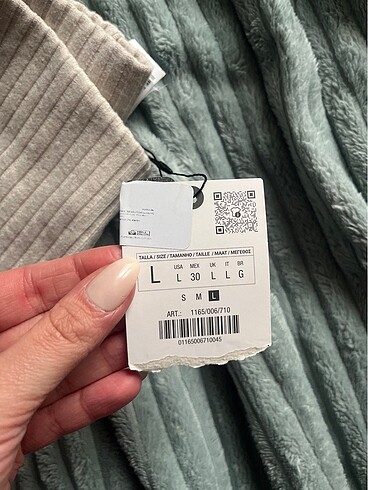 TALLA / SIZE / TAMANHO / TAILLE / MAAT / ΜΕΓΕΘΟΣ
L USA MEX UK IT BR
L 30 L L G
S M L
ART.: 1165/006/710
01165006710045